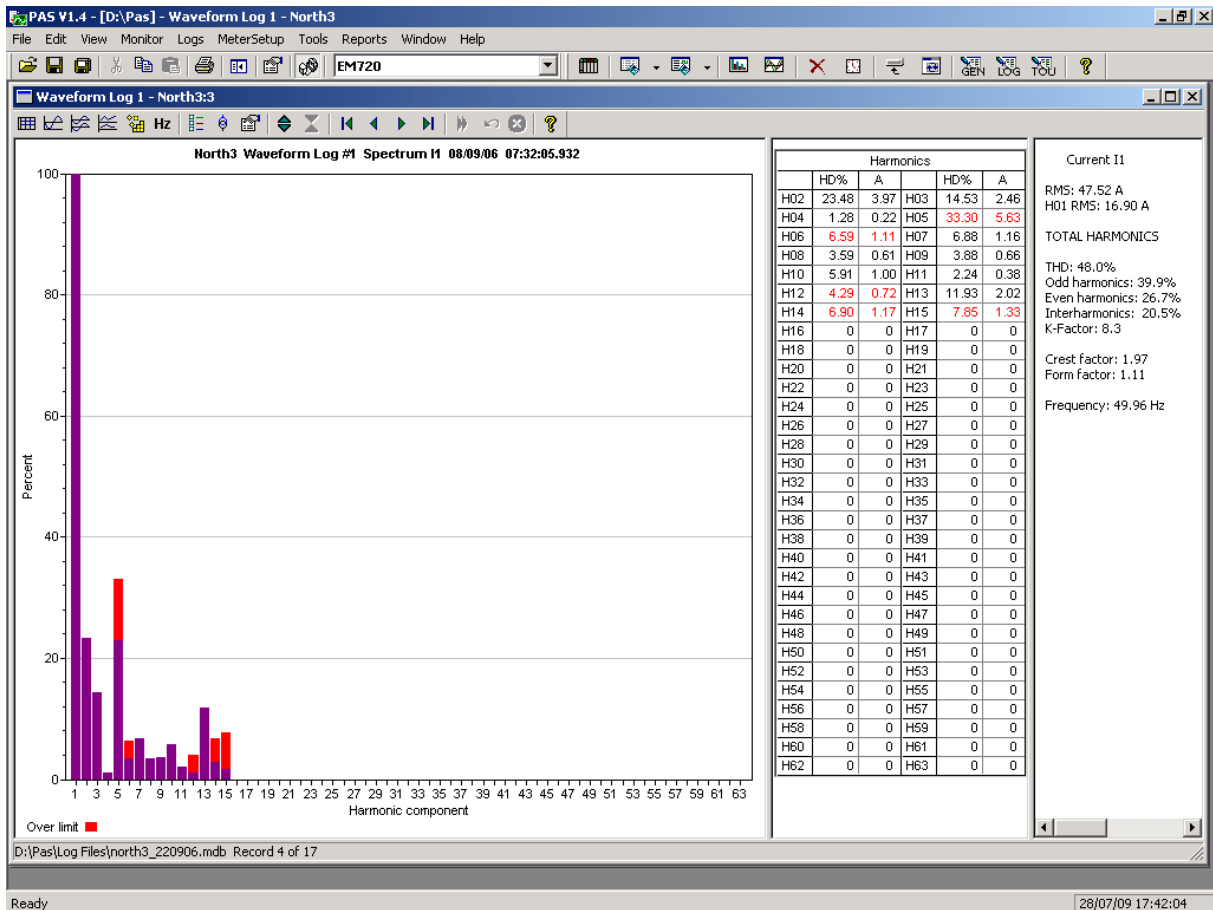 PAS V1.4 - [D:\Pas] - Waveform Log 1 - North3
File Edit View Monitor Logs MeterSetup Tools Reports Window Help
EM720
GEN LOG TOU
Waveform Log 1 - North3:3
Hz
North3 Waveform Log #1 Spectrum I1 08/09/06 07:32:05.932
100
80
60
40
20
0
Percent
1 3 5 7 9 11 13 15 17 19 21 23 25 27 29 31 33 35 37 39 41 43 45 47 49 51 53 55 57 59 61 63
Harmonic component
Over limit
Harmonics
HD% A HD% A
H02 23.48 3.97 H03 14.53 2.46
H04 1.28 0.22 H05 33.30 5.63
H06 6.59 1.11 H07 6.88 1.16
H08 3.59 0.61 H09 3.88 0.66
H10 5.91 1.00 H11 2.24 0.38
H12 4.29 0.72 H13 11.93 2.02
H14 6.90 1.17 H15 7.85 1.33
H16 0 0 H17 0 0
H18 0 0 H19 0 0
H20 0 0 H21 0 0
H22 0 0 H23 0 0
H24 0 0 H25 0 0
H26 0 0 H27 0 0
H28 0 0 H29 0 0
H30 0 0 H31 0 0
H32 0 0 H33 0 0
H34 0 0 H35 0 0
H36 0 0 H37 0 0
H38 0 0 H39 0 0
H40 0 0 H41 0 0
H42 0 0 H43 0 0
H44 0 0 H45 0 0
H46 0 0 H47 0 0
H48 0 0 H49 0 0
H50 0 0 H51 0 0
H52 0 0 H53 0 0
H54 0 0 H55 0 0
H56 0 0 H57 0 0
H58 0 0 H59 0 0
H60 0 0 H61 0 0
H62 0 0 H63 0 0
Current I1
RMS: 47.52 A
H01 RMS: 16.90 A
TOTAL HARMONICS
THD: 48.0%
Odd harmonics: 39.9%
Even harmonics: 26.7%
Interharmonics: 20.5%
K-Factor: 8.3
Crest factor: 1.97
Form factor: 1.11
Frequency: 49.96 Hz
D:\Pas\Log Files\north3_220906.mdb Record 4 of 17
Ready
28/07/09 17:42:04